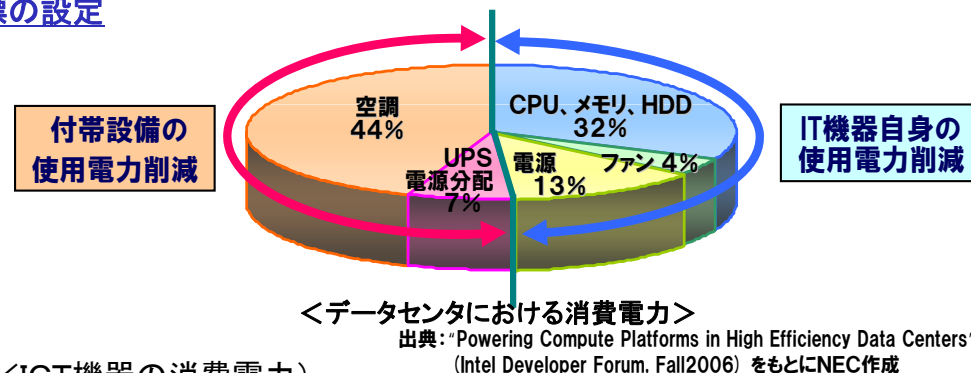 標の設定
付帯設備の
使用電力削減
空調
44%
CPU、メモリ、HDD
32%
UPS
電源分配
7%
電源
13%
ファン 4%
IT機器自身の
使用電力削減
＜データセンタにおける消費電力＞
出典：“Powering Compute Platforms in High Efficiency Data Centers”
(Intel Developer Forum, Fall2006) をもとにNEC作成
＜ICT機器の消費電力）